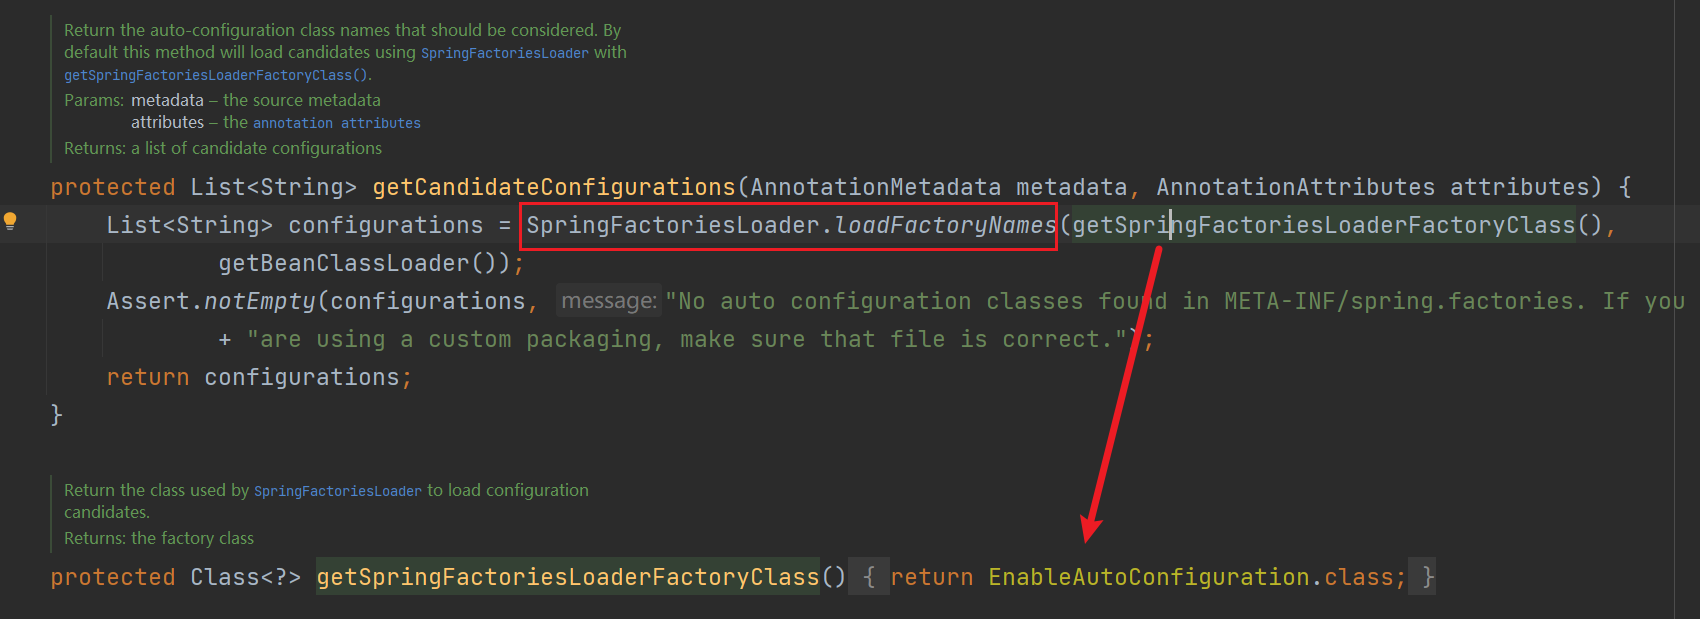 Return the auto-configuration class names that should be considered. By
default this method will load candidates using SpringFactoriesLoader with
getSpringFactoriesLoaderFactoryClass().
Params: metadata – the source metadata
attributes – the annotation attributes
Returns: a list of candidate configurations
protected List<String> getCandidateConfigurations(AnnotationMetadata metadata, AnnotationAttributes attributes) {
List<String> configurations = SpringFactoriesLoader.loadFactoryNames(getSpringFactoriesLoaderFactoryClass(),
getBeanClassLoader());
Assert.notEmpty(configurations, message: "No auto configuration classes found in META-INF/spring.factories. If you
+ "are using a custom packaging, make sure that file is correct.");
return configurations;
}
Return the class used by SpringFactoriesLoader to load configuration
candidates.
Returns: the factory class
protected Class<?> getSpringFactoriesLoaderFactoryClass() { return EnableAutoConfiguration.class; }